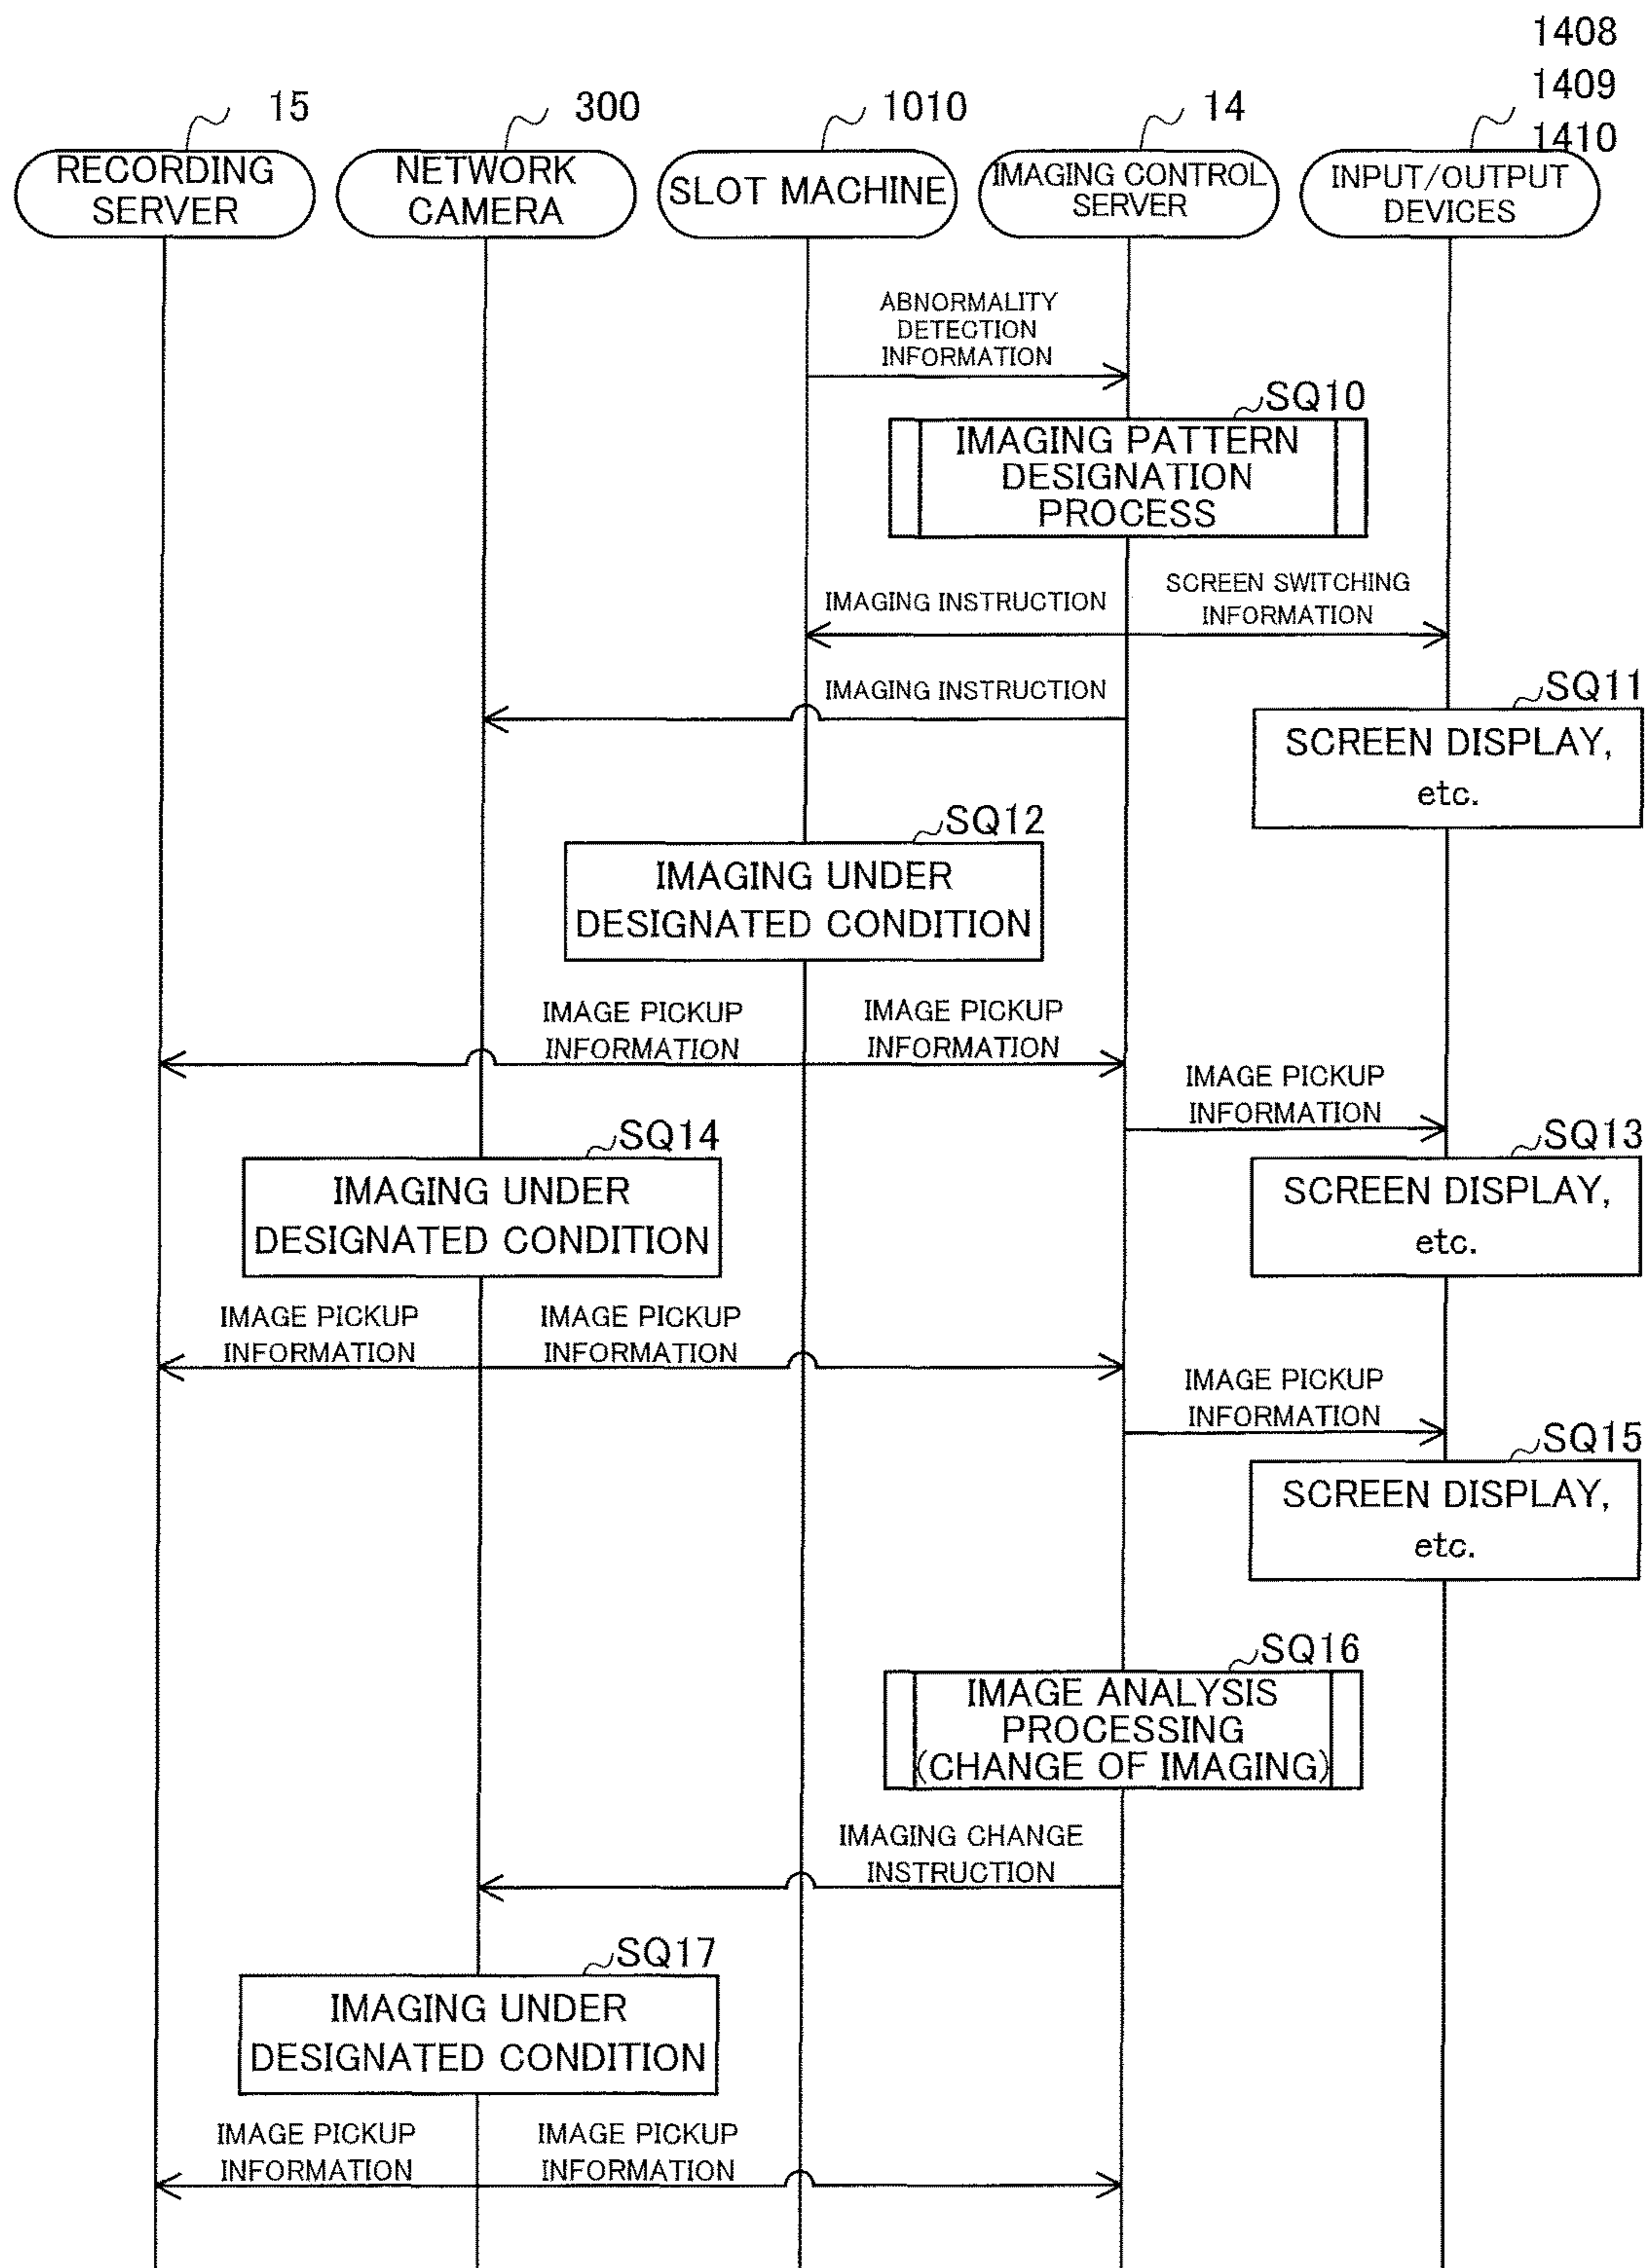 1408
1409
1410
15
300
1010
14
RECORDING
SERVER
NETWORK
CAMERA
SLOT MACHINE
IMAGING CONTROL
SERVER
INPUT/OUTPUT
DEVICES
ABNORMALITY
DETECTION
INFORMATION
SQ10
IMAGING PATTERN
DESIGNATION
PROCESS
IMAGING INSTRUCTION
SCREEN SWITCHING
INFORMATION
IMAGING INSTRUCTION
SQ11
SCREEN DISPLAY,
etc.
SQ12
IMAGING UNDER
DESIGNATED CONDITION
IMAGE PICKUP
INFORMATION
IMAGE PICKUP
INFORMATION
IMAGE PICKUP
INFORMATION
SQ14
IMAGING UNDER
DESIGNATED CONDITION
SQ13
SCREEN DISPLAY,
etc.
IMAGE PICKUP
INFORMATION
IMAGE PICKUP
INFORMATION
IMAGE PICKUP
INFORMATION
SQ15
SCREEN DISPLAY,
etc.
SQ16
IMAGE ANALYSIS
PROCESSING
(CHANGE OF IMAGING)
IMAGING CHANGE
INSTRUCTION
SQ17
IMAGING UNDER
DESIGNATED CONDITION
IMAGE PICKUP
INFORMATION
IMAGE PICKUP
INFORMATION